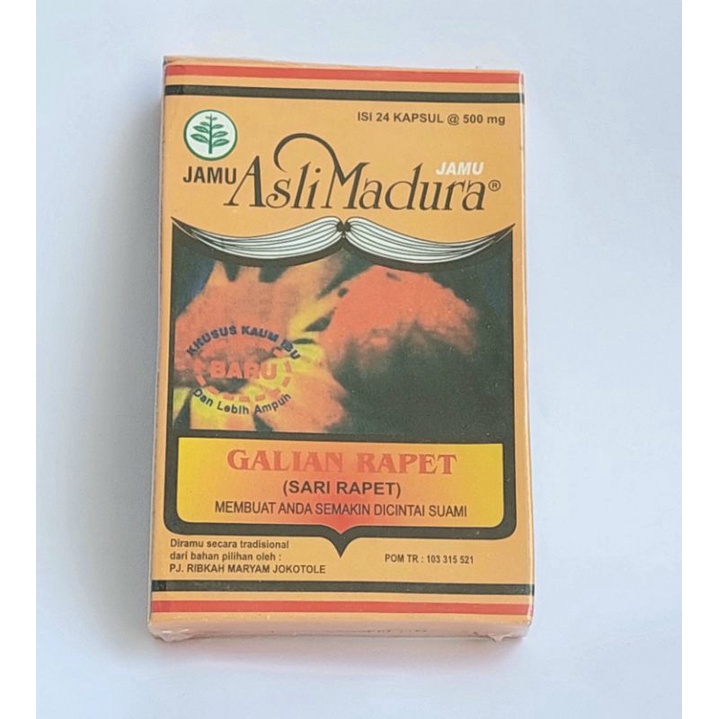 ISI 24 KAPSUL @ 500 mg
JAMU
JAMU Asli Madura ®
KHUSUS KAUM IBU
BARU
Dan Lebih Ampuh
GALIAN RAPET
(SARI RAPET)
MEMBUAT ANDA SEMAKIN DICINTAI SUAMI
Diramu secara tradisional
dari bahan pilihan oleh :
PJ. RIBKAH MARYAM JOKOTOLE
POM TR : 103 315 521